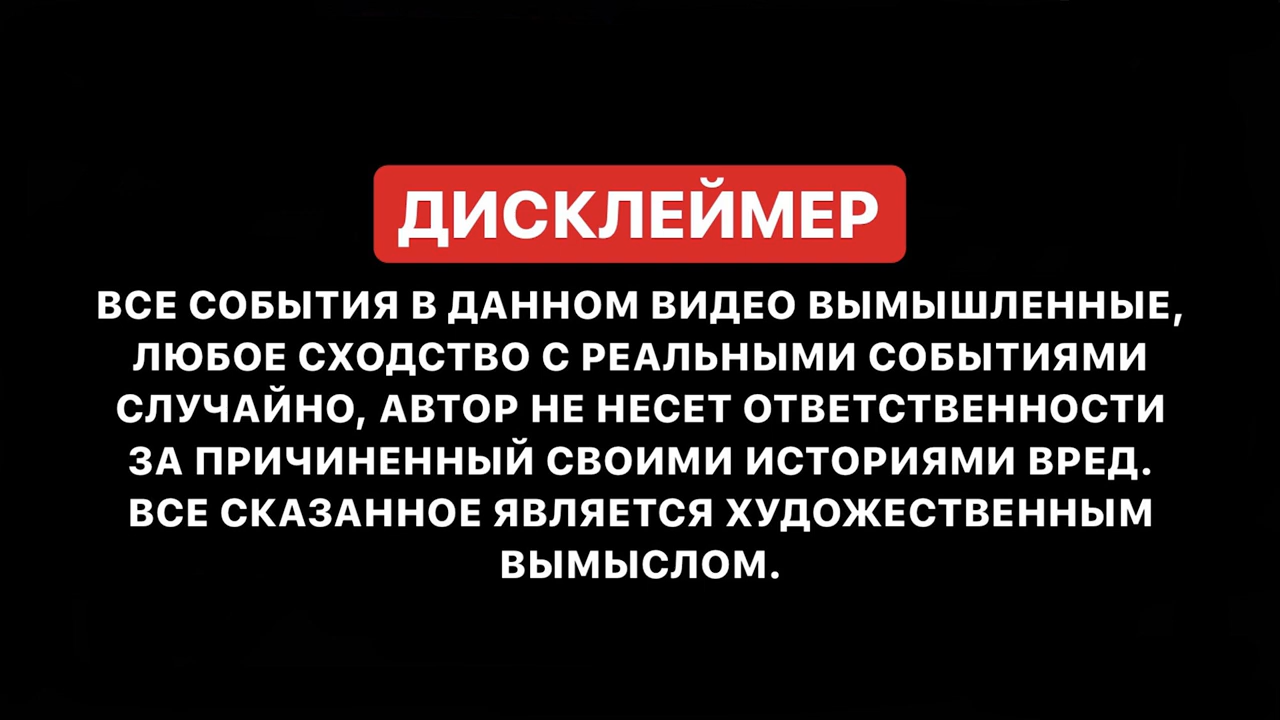 ДИСКЛЕЙМЕР
ВСЕ СОБЫТИЯ В ДАННОМ ВИДЕО ВЫМЫШЛЕННЫЕ,
ЛЮБОЕ СХОДСТВО С РЕАЛЬНЫМИ СОБЫТИЯМИ
СЛУЧАЙНО, АВТОР НЕ НЕСЕТ ОТВЕТСТВЕННОСТИ
ЗА ПРИЧИНЕННЫЙ СВОИМИ ИСТОРИЯМИ ВРЕД.
ВСЕ СКАЗАННОЕ ЯВЛЯЕТСЯ ХУДОЖЕСТВЕННЫМ
ВЫМЫСЛОМ.